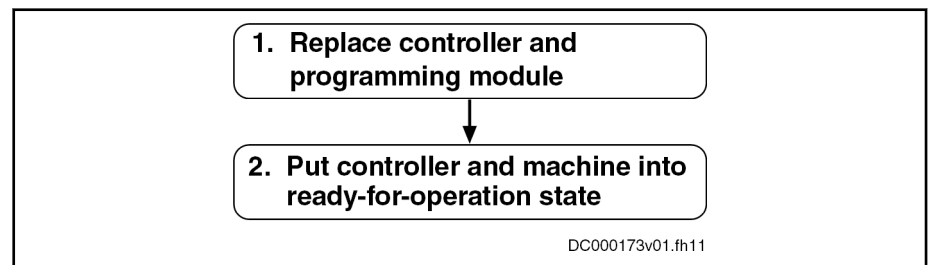 1. Replace controller and
programming module
2. Put controller and machine into
ready-for-operation state
DC000173v01.fh11